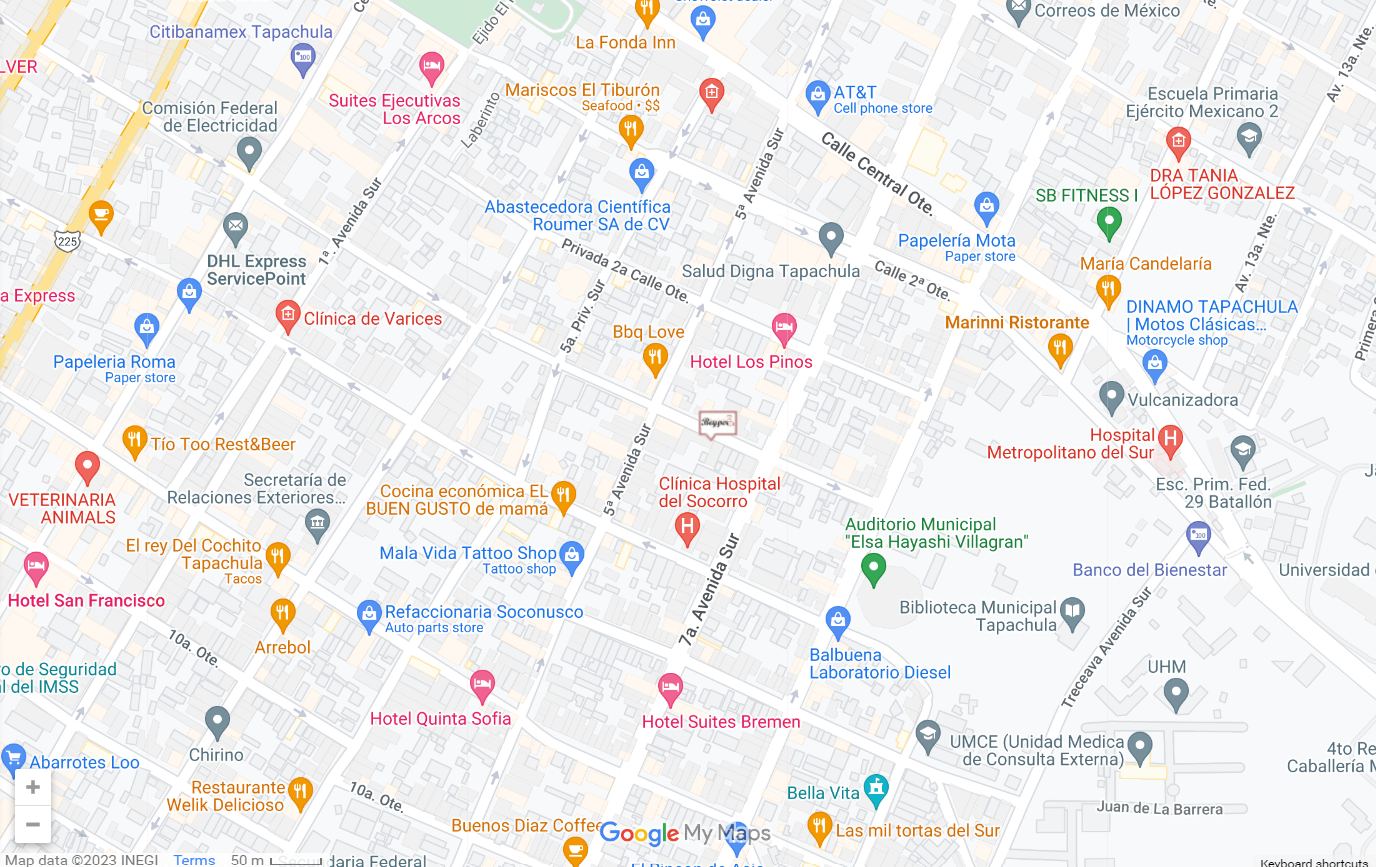 Chevrolet dealer
Correos de México
Citibanamex Tapachula
La Fonda Inn
Ejido El
LVER
Suites Ejecutivas
Los Arcos
Mariscos El Tiburón
Seafood • $$
AT&T
Cell phone store
Av. 13a. Nte.
Escuela Primaria
Ejército Mexicano 2
Comisión Federal
de Electricidad
Laberinto
Calle Central Ote.
DRA TANIA
LÓPEZ GONZALEZ
SB FITNESS I
1ª. Avenida Sur
5ª Avenida Sur
Abastecedora Científica
Roumer SA de CV
Papelería Mota
Paper store
225
DHL Express
ServicePoint
Privada 2a Calle Ote.
Salud Digna Tapachula
Calle 2ª Ote.
María Candelaría
Av. 13a. Nte.
a Express
Clínica de Varices
5a. Priv. Sur
Bbq Love
Marinni Ristorante
DINAMO TAPACHULA
| Motos Clásicas...
Motorcycle shop
Primera
Papeleria Roma
Paper store
Hotel Los Pinos
Vulcanizadora
Tío Too Rest&Beer
Hospital
Metropolitano del Sur
VETERINARIA
ANIMALS
Secretaría de
Relaciones Exteriores...
Cocina económica EL
BUEN GUSTO de mamá
5ª Avenida Sur
Clínica Hospital
del Socorro
Esc. Prim. Fed.
29 Batallón
Auditorio Municipal
"Elsa Hayashi Villagran"
El rey Del Cochito
Tapachula
Tacos
Mala Vida Tattoo Shop
Tattoo shop
Banco del Bienestar
Universidad
Hotel San Francisco
Refaccionaria Soconusco
Auto parts store
7a. Avenida Sur
Biblioteca Municipal
Tapachula
Arrebol
10a. Ote.
Balbuena
Laboratorio Diesel
Treceava Avenida Sur
ro de Seguridad
al del IMSS
UHM
Hotel Quinta Sofia
Hotel Suites Bremen
Chirino
UMCE (Unidad Medica
de Consulta Externa)
4to Re
Caballería M
Abarrotes Loo
Restaurante
Welik Delicioso
10a. Ote.
Bella Vita
Juan de La Barrera
Buenos Diaz Coffee
Google My Maps
Las mil tortas del Sur
Map data ©2023 INEGI
Terms
50 m
Secundaria Federal
El Rincon de Asia
Keyboard shortcuts